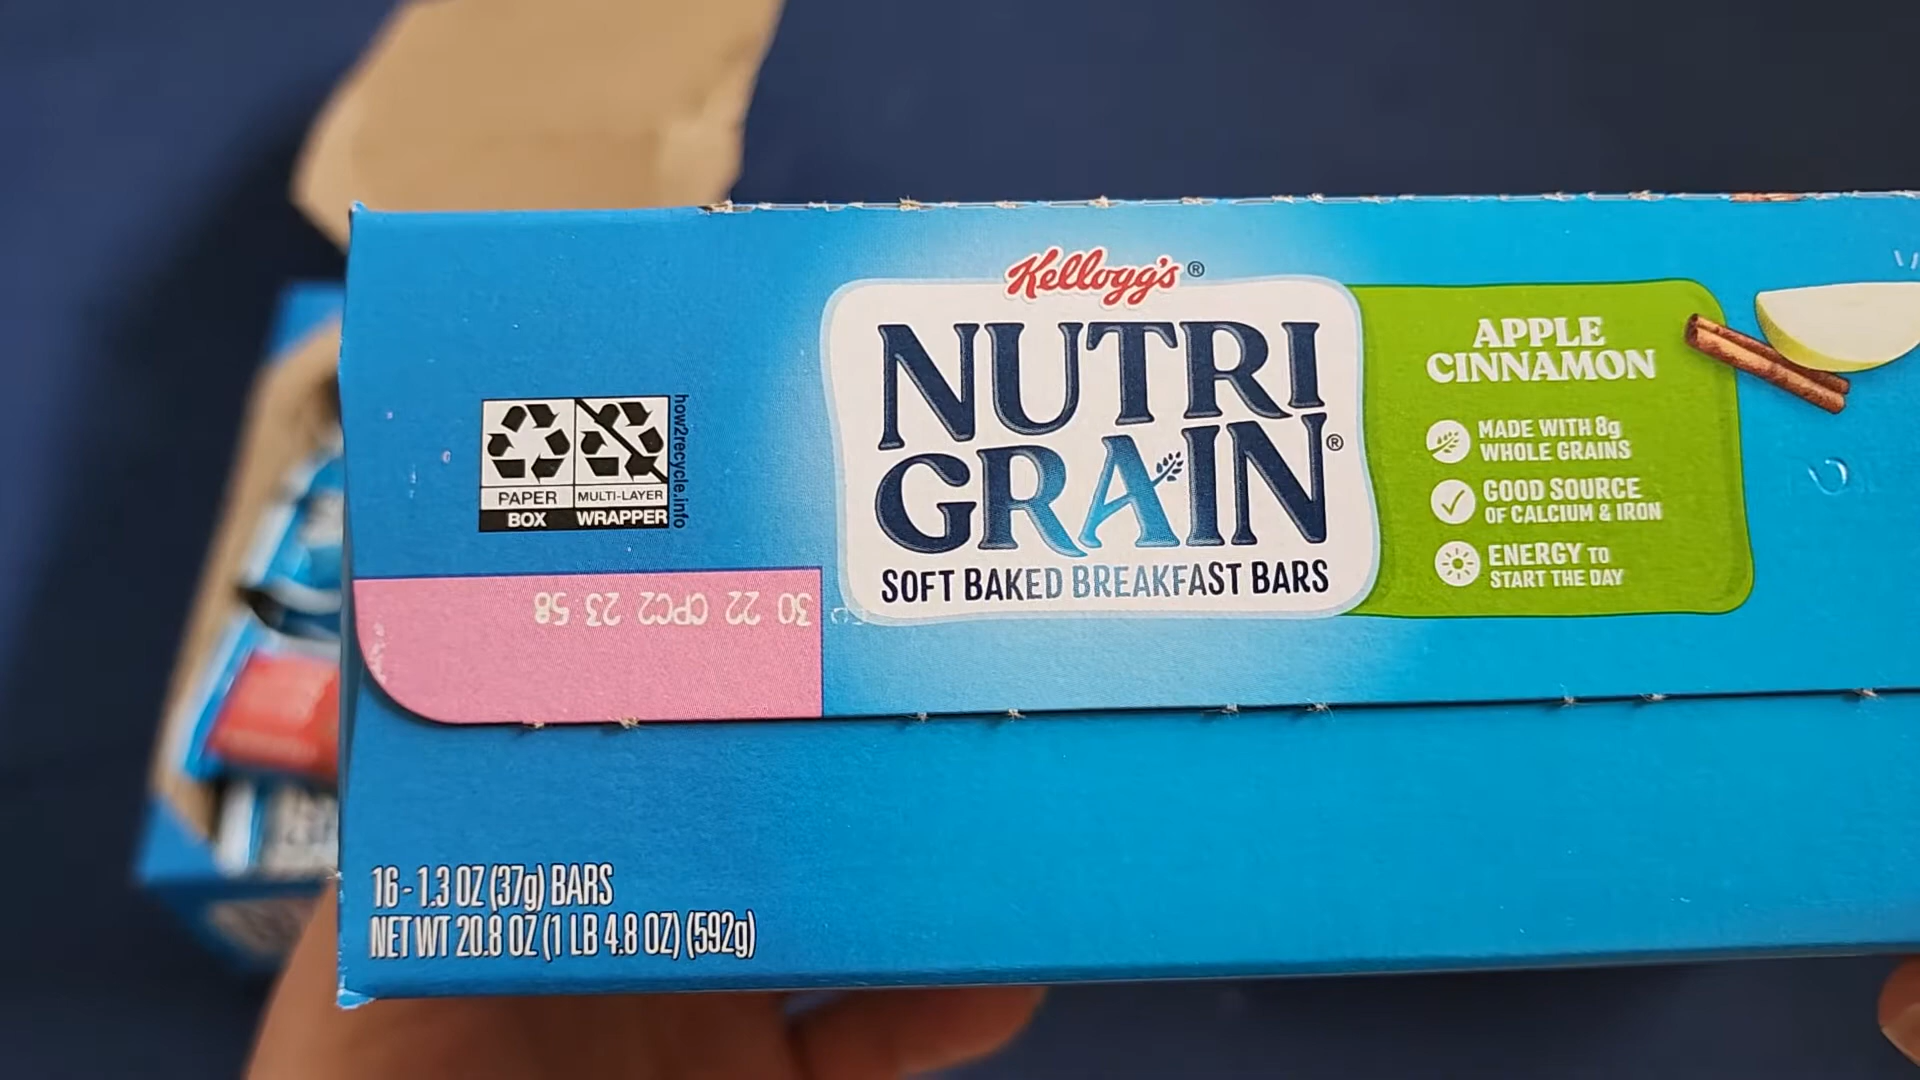 Kellogg's®
NUTRI
GRAIN®
SOFT BAKED BREAKFAST BARS
APPLE
CINNAMON
MADE WITH 8g
WHOLE GRAINS
GOOD SOURCE
OF CALCIUM & IRON
ENERGY TO
START THE DAY
PAPER
BOX
MULTI-LAYER
WRAPPER
how2recycle.info
30 22 CPC2 23:58
16 - 1.3 OZ (37g) BARS
NET WT 20.8 OZ (1 LB 4.8 OZ) (592g)